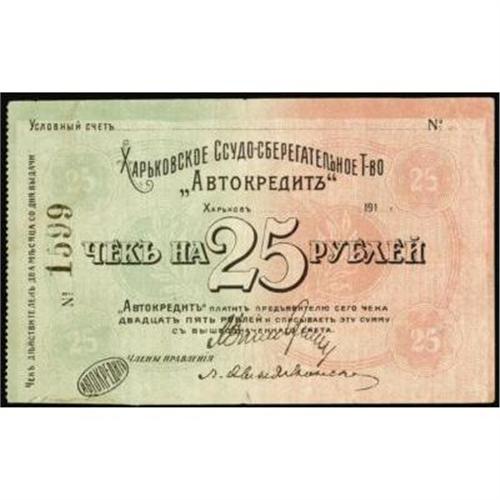 Условный счетъ №
Харьковское Ссудо-сберегательное Т-во
„Автокредитъ“
Харьковъ 191 г.
25 25
Чекъ на 25 рублей
„Автокредитъ“ платитъ предъявителю сего чека
двадцать пять рублей и списываетъ эту сумму
съ вышеозначеннаго счета.
25 25
Члены правленія
Автокредитъ
№ 1599
Чекъ дѣйствителенъ два мѣсяца со дня выдачи